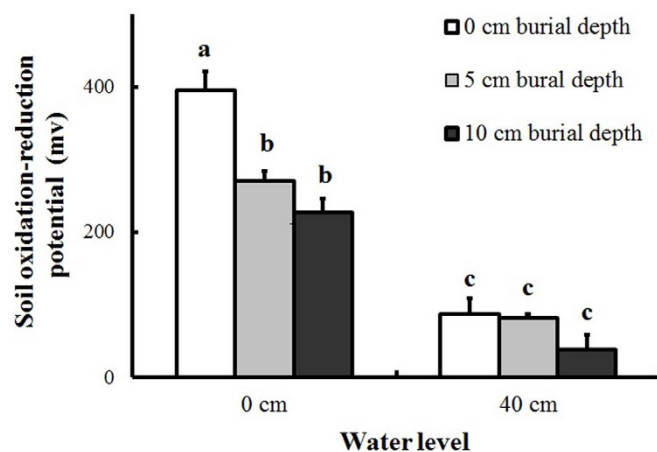 0 cm burial depth
5 cm bural depth
10 cm burial depth
Soil oxidation-reduction
potential (mv)
400
200
0
a
b
b
c
c
c
0 cm
40 cm
Water level